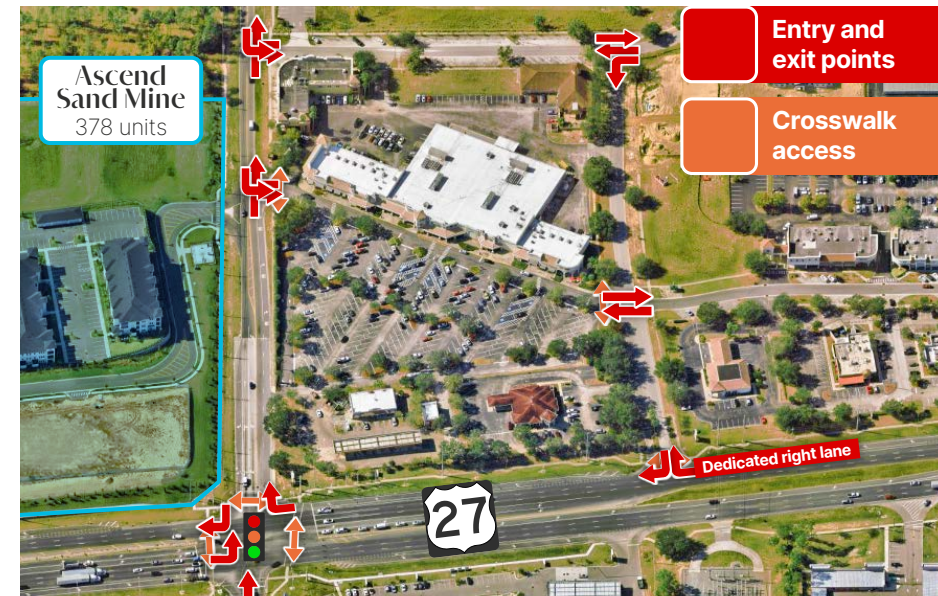 Ascend
Sand Mine
378 units
Entry and
exit points
Crosswalk
access
Dedicated right lane
27